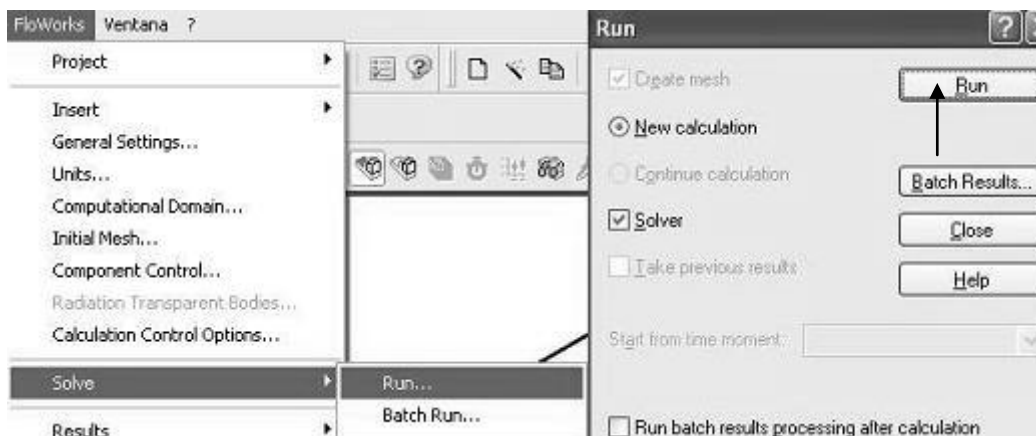 FloWorks Ventana ?
Project
Insert
General Settings...
Units...
Computational Domain...
Initial Mesh...
Component Control...
Radiation Transparent Bodies...
Calculation Control Options...
Solve
Results
Run...
Batch Run...
Run
Create mesh
Run
New calculation
Continue calculation
Batch Results...
Solver
Close
Take previous results
Help
Start from time moment:
Run batch results processing after calculation